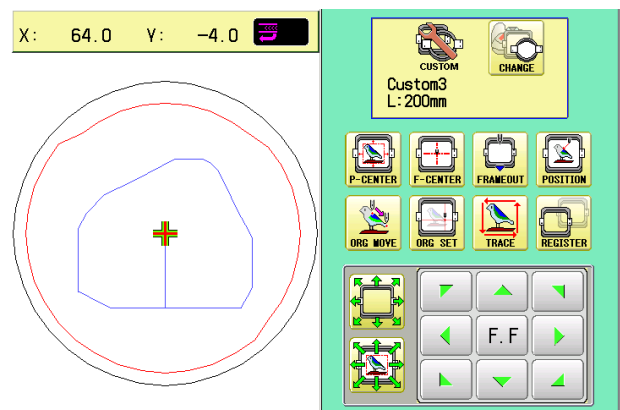 X: 64.0 Y: -4.0
CUSTOM
CHANGE
Custom3
L:200mm
P-CENTER F-CENTER FRAMEOUT POSITION
ORG MOVE ORG SET TRACE REGISTER
F.F